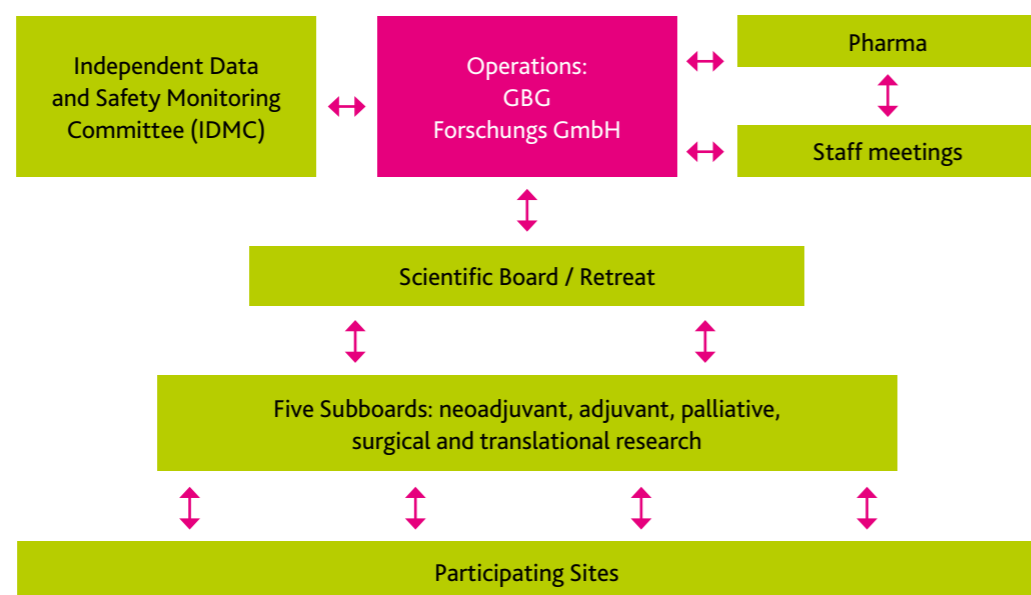 Independent Data
and Safety Monitoring
Committee (IDMC)
Operations:
GBG
Forschungs GmbH
Pharma
Staff meetings
Scientific Board / Retreat
Five Subboards: neoadjuvant, adjuvant, palliative,
surgical and translational research
Participating Sites